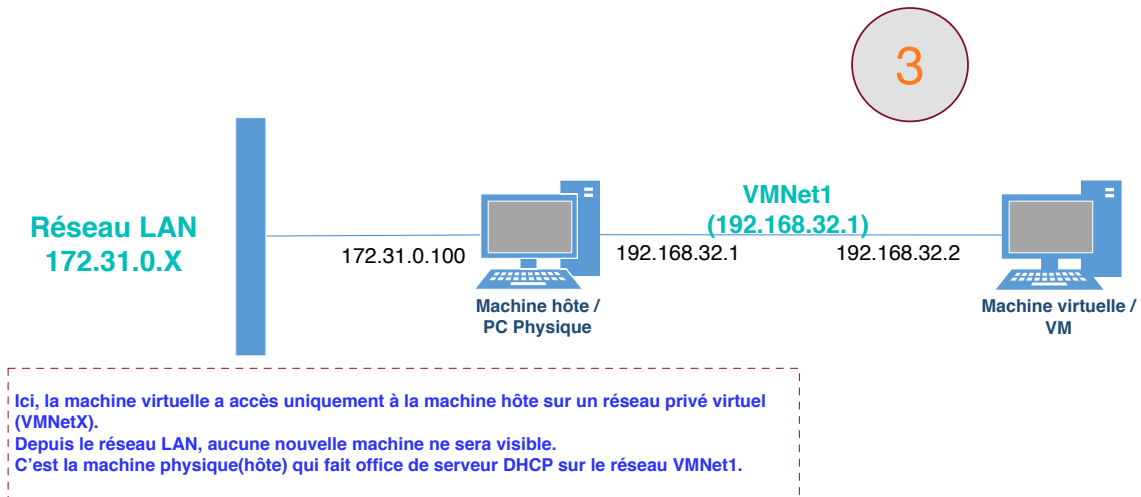 3
Réseau LAN
172.31.0.X
172.31.0.100
VMNet1
(192.168.32.1)
192.168.32.1
192.168.32.2
Machine hôte /
PC Physique
Machine virtuelle /
VM
Ici, la machine virtuelle a accès uniquement à la machine hôte sur un réseau privé virtuel
(VMNetX).
Depuis le réseau LAN, aucune nouvelle machine ne sera visible.
C’est la machine physique(hôte) qui fait office de serveur DHCP sur le réseau VMNet1.